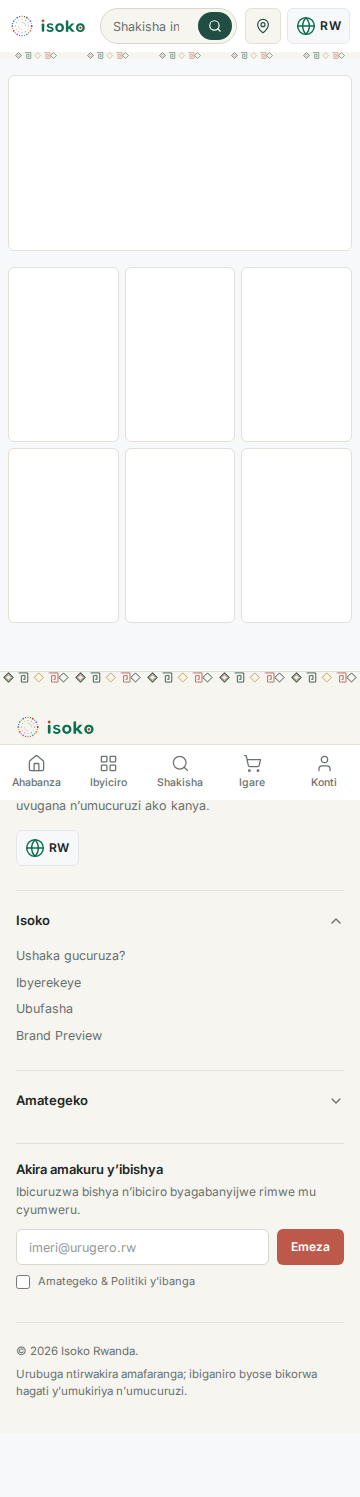 isoko
Shakisha in
RW
isoko
Ahabanza
Ibyiciro
Shakisha
Igare
Konti
uvugana n’umucuruzi ako kanya.
RW
Isoko
Ushaka gucuruza?
Ibyerekeye
Ubufasha
Brand Preview
Amategeko
Akira amakuru y’ibishya
Ibicuruzwa bishya n’ibiciro byagabanyijwe rimwe mu
cyumweru.
imeri@urugero.rw
Emeza
Amategeko & Politiki y'ibanga
© 2026 Isoko Rwanda.
Urubuga ntirwakira amafaranga; ibiganiro byose bikorwa
hagati y’umukiriya n’umucuruzi.